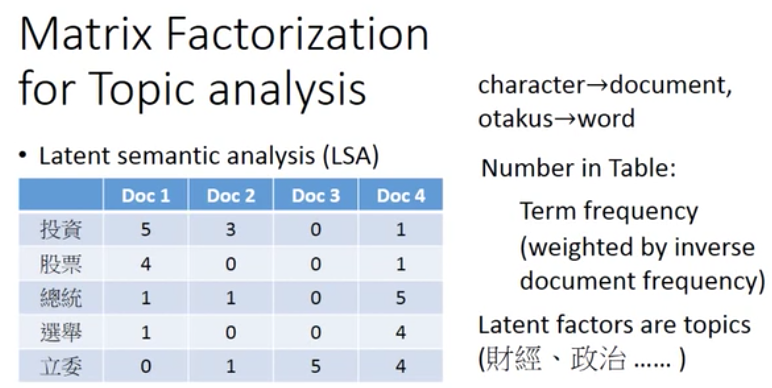 Matrix Factorization
for Topic analysis
• Latent semantic analysis (LSA)
Doc 1 Doc 2 Doc 3 Doc 4
投資 5 3 0 1
股票 4 0 0 1
總統 1 1 0 5
選舉 1 0 0 4
立委 0 1 5 4
character→document,
otakus→word
Number in Table:
Term frequency
(weighted by inverse
document frequency)
Latent factors are topics
(財經、政治 …… )